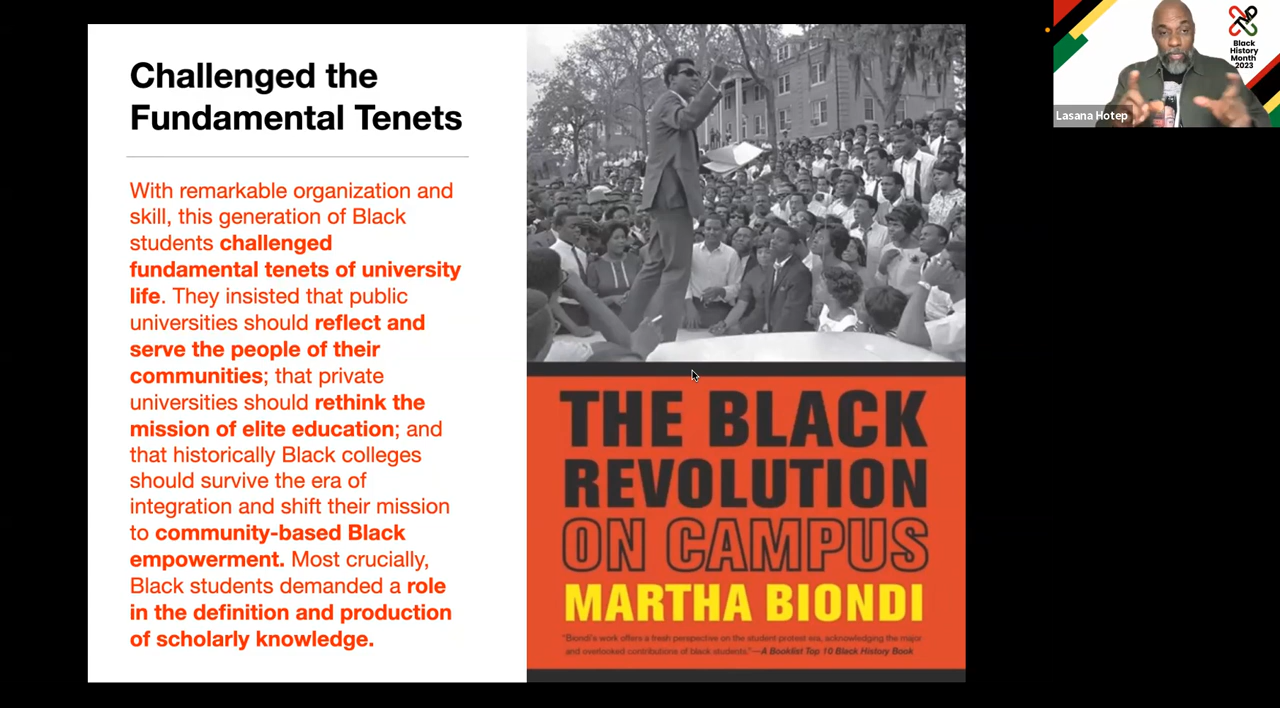 Challenged the
Fundamental Tenets
With remarkable organization and
skill, this generation of Black
students challenged
fundamental tenets of university
life. They insisted that public
universities should reflect and
serve the people of their
communities; that private
universities should rethink the
mission of elite education; and
that historically Black colleges
should survive the era of
integration and shift their mission
to community-based Black
empowerment. Most crucially,
Black students demanded a role
in the definition and production
of scholarly knowledge.
THE BLACK
REVOLUTION
ON CAMPUS
MARTHA BIONDI
"Biondi's work offers a fresh perspective on the student protest era, acknowledging the major
and overlooked contributions of black students."—A Booklist Top 10 Black History Book
Black
History
Month
2023
Lasana Hotep